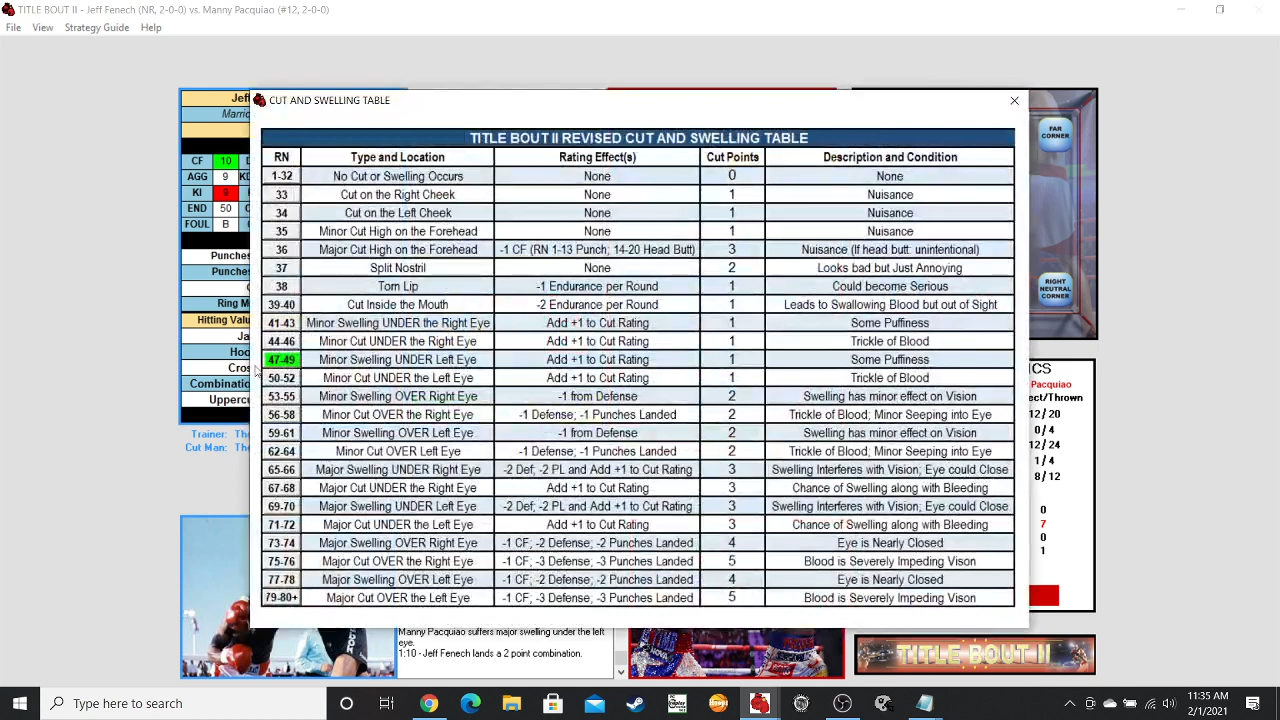 TITLE BOUT II - Jeff Fenech (NR, 2-0-0) vs. Manny Pacquiao (#12, 2-0-0)
File View Strategy Guide Help
CUT AND SWELLING TABLE
TITLE BOUT II REVISED CUT AND SWELLING TABLE
RN Type and Location Rating Effect(s) Cut Points Description and Condition
1-32 No Cut or Swelling Occurs None 0 None
33 Cut on the Right Cheek None 1 Nuisance
34 Cut on the Left Cheek None 1 Nuisance
35 Minor Cut High on the Forehead None 1 Nuisance
36 Major Cut High on the Forehead -1 CF (RN 1-13 Punch; 14-20 Head Butt) 3 Nuisance (If head butt: unintentional)
37 Split Nostril None 2 Looks bad but Just Annoying
38 Torn Lip -1 Endurance per Round 1 Could become Serious
39-40 Cut Inside the Mouth -2 Endurance per Round 1 Leads to Swallowing Blood but out of Sight
41-43 Minor Swelling UNDER the Right Eye Add +1 to Cut Rating 1 Some Puffiness
44-46 Minor Cut UNDER the Right Eye Add +1 to Cut Rating 1 Trickle of Blood
47-49 Minor Swelling UNDER Left Eye Add +1 to Cut Rating 1 Some Puffiness
50-52 Minor Cut UNDER the Left Eye Add +1 to Cut Rating 1 Trickle of Blood
53-55 Minor Swelling OVER Right Eye -1 from Defense 2 Swelling has minor effect on Vision
56-58 Minor Cut OVER the Right Eye -1 Defense; -1 Punches Landed 2 Trickle of Blood; Minor Seeping into Eye
59-61 Minor Swelling OVER Left Eye -1 from Defense 2 Swelling has minor effect on Vision
62-64 Minor Cut OVER Left Eye -1 Defense; -1 Punches Landed 2 Trickle of Blood; Minor Seeping into Eye
65-66 Major Swelling UNDER Right Eye -2 Def; -2 PL and Add +1 to Cut Rating 3 Swelling Interferes with Vision; Eye could Close
67-68 Major Cut UNDER the Right Eye Add +1 to Cut Rating 3 Chance of Swelling along with Bleeding
69-70 Major Swelling UNDER Left Eye -2 Def; -2 PL and Add +1 to Cut Rating 3 Swelling Interferes with Vision; Eye could Close
71-72 Major Cut UNDER the Left Eye Add +1 to Cut Rating 3 Chance of Swelling along with Bleeding
73-74 Major Swelling OVER Right Eye -1 CF; -2 Defense; -2 Punches Landed 4 Eye is Nearly Closed
75-76 Major Cut OVER the Right Eye -1 CF, -3 Defense; -3 Punches Landed 5 Blood is Severely Impeding Vison
77-78 Major Swelling OVER Left Eye -1 CF; -2 Defense; -2 Punches Landed 4 Eye is Nearly Closed
79-80+ Major Cut OVER the Left Eye -1 CF, -3 Defense; -3 Punches Landed 5 Blood is Severely Impeding Vison
Jeff
CF 10
AGG 9
KI 9
END 50
FOUL B
Punches
Punches
Ring M
Hitting Valu
Ja
Hoo
Cros
Combination
Uppercu
Trainer: The
Cut Man: The
FAR
CORNER
RIGHT
NEUTRAL
CORNER
ICS
Pacquiao
ect/Thrown
12 / 20
0 / 4
12 / 24
1 / 4
8 / 12
0
7
0
1
Manny Pacquiao suffers major swelling under the left
eye.
1:10 - Jeff Fenech lands a 2 point combination.
TITLE BOUT II
Type here to search
11:35 AM
2/1/2021